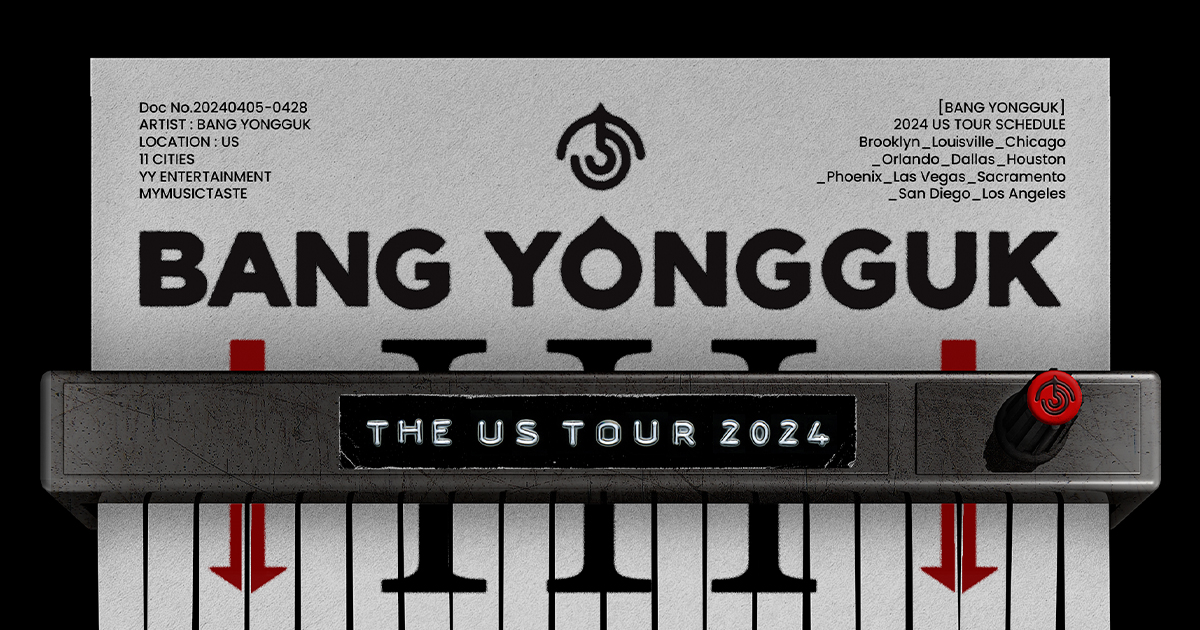 Doc No.20240405-0428
ARTIST : BANG YONGGUK
LOCATION : US
11 CITIES
YY ENTERTAINMENT
MYMUSICTASTE
[BANG YONGGUK]
2024 US TOUR SCHEDULE
Brooklyn_Louisville_Chicago
_Orlando_Dallas_Houston
_Phoenix_Las Vegas_Sacramento
_San Diego_Los Angeles
BANG YONGGUK
III
THE US TOUR 2024